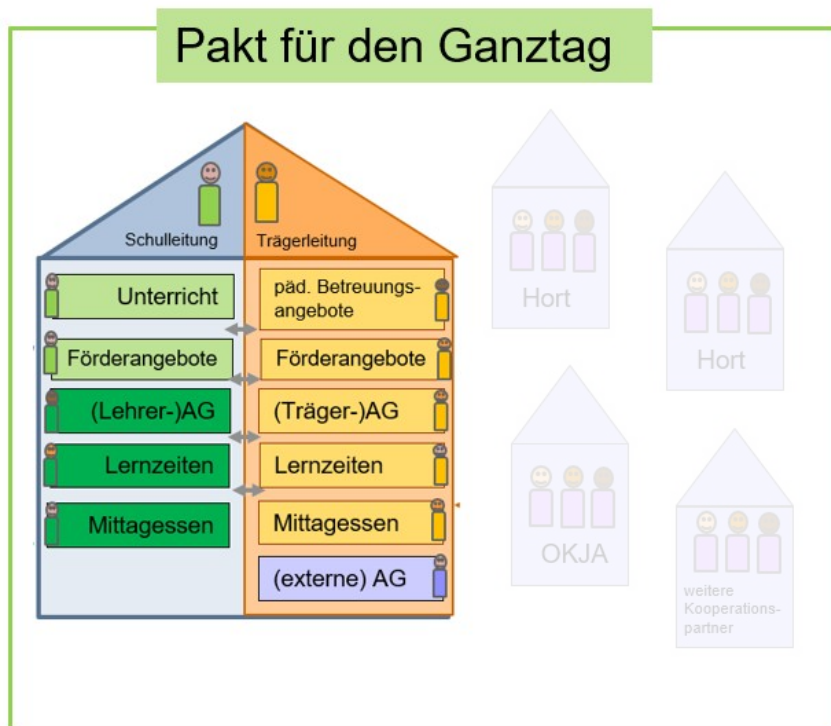 Pakt für den Ganztag
Schulleitung
Trägerleitung
Unterricht
päd. Betreuungs-
angebote
Förderangebote
Förderangebote
(Lehrer-)AG
(Träger-)AG
Lernzeiten
Lernzeiten
Mittagessen
Mittagessen
(externe) AG
Hort
Hort
OKJA
weitere
Kooperations-
partner